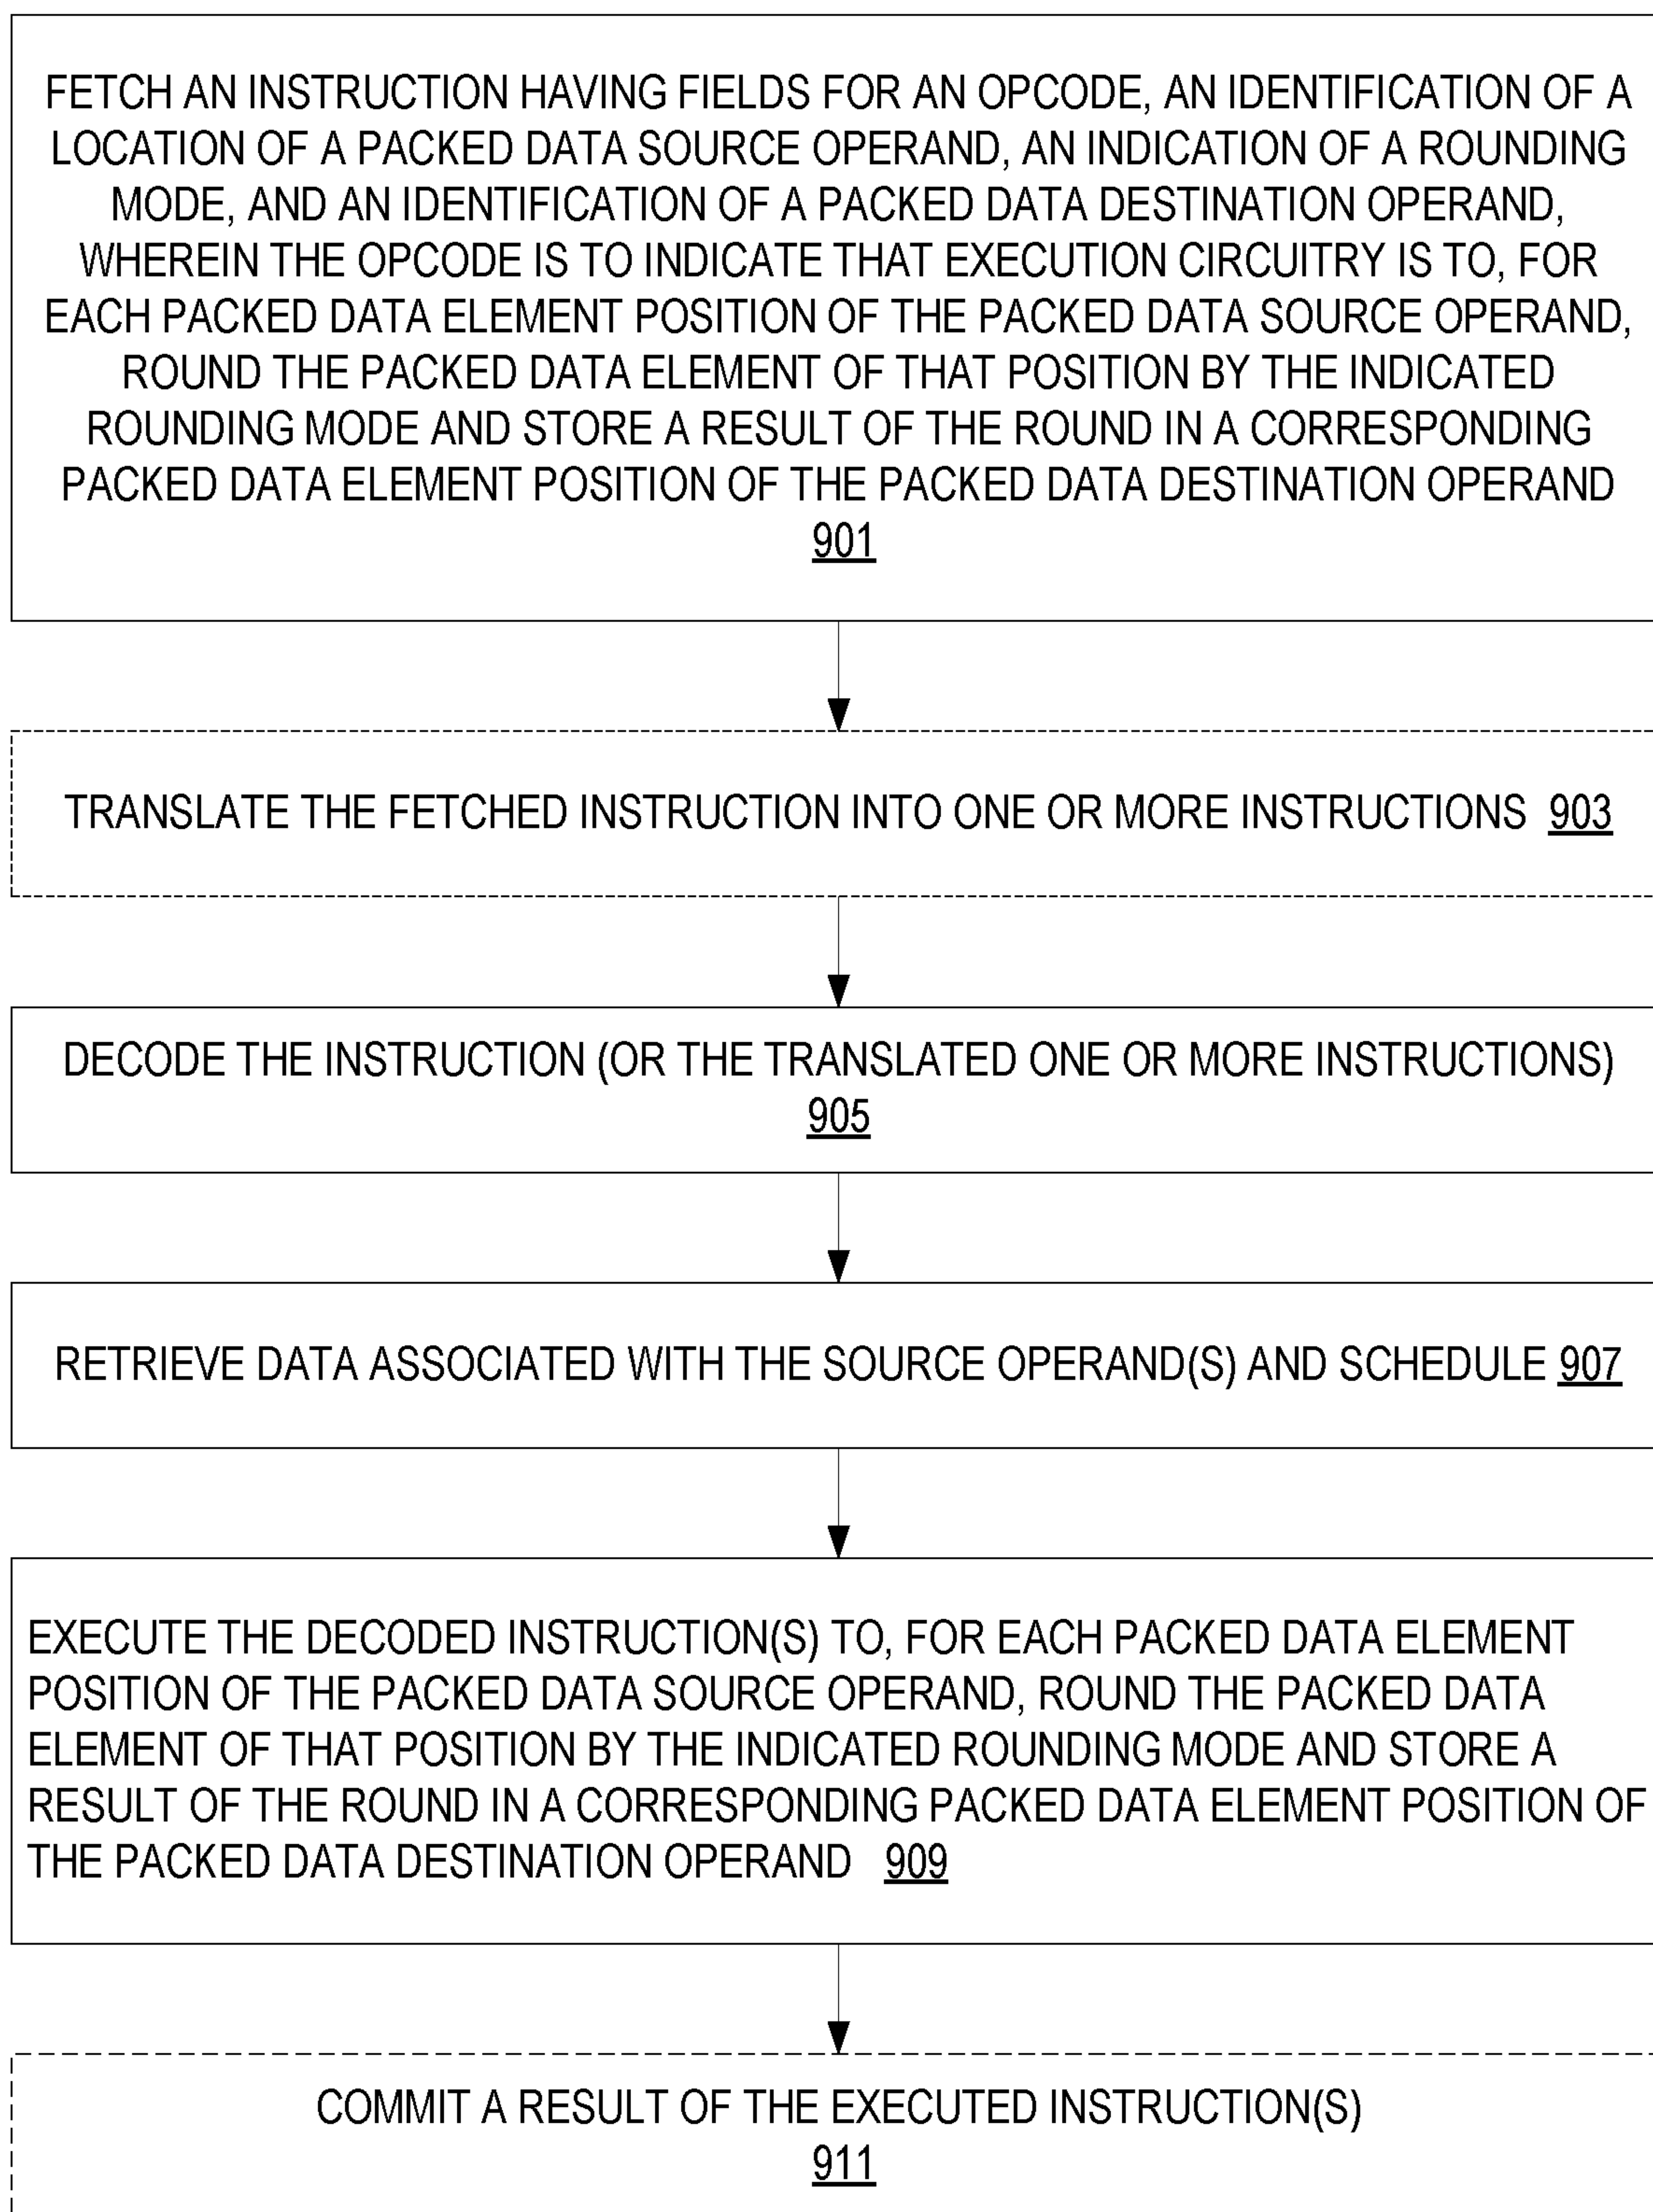 FETCH AN INSTRUCTION HAVING FIELDS FOR AN OPCODE, AN IDENTIFICATION OF A
LOCATION OF A PACKED DATA SOURCE OPERAND, AN INDICATION OF A ROUNDING
MODE, AND AN IDENTIFICATION OF A PACKED DATA DESTINATION OPERAND,
WHEREIN THE OPCODE IS TO INDICATE THAT EXECUTION CIRCUITRY IS TO, FOR
EACH PACKED DATA ELEMENT POSITION OF THE PACKED DATA SOURCE OPERAND,
ROUND THE PACKED DATA ELEMENT OF THAT POSITION BY THE INDICATED
ROUNDING MODE AND STORE A RESULT OF THE ROUND IN A CORRESPONDING
PACKED DATA ELEMENT POSITION OF THE PACKED DATA DESTINATION OPERAND
901
TRANSLATE THE FETCHED INSTRUCTION INTO ONE OR MORE INSTRUCTIONS 903
DECODE THE INSTRUCTION (OR THE TRANSLATED ONE OR MORE INSTRUCTIONS)
905
RETRIEVE DATA ASSOCIATED WITH THE SOURCE OPERAND(S) AND SCHEDULE 907
EXECUTE THE DECODED INSTRUCTION(S) TO, FOR EACH PACKED DATA ELEMENT
POSITION OF THE PACKED DATA SOURCE OPERAND, ROUND THE PACKED DATA
ELEMENT OF THAT POSITION BY THE INDICATED ROUNDING MODE AND STORE A
RESULT OF THE ROUND IN A CORRESPONDING PACKED DATA ELEMENT POSITION OF
THE PACKED DATA DESTINATION OPERAND 909
COMMIT A RESULT OF THE EXECUTED INSTRUCTION(S)
911